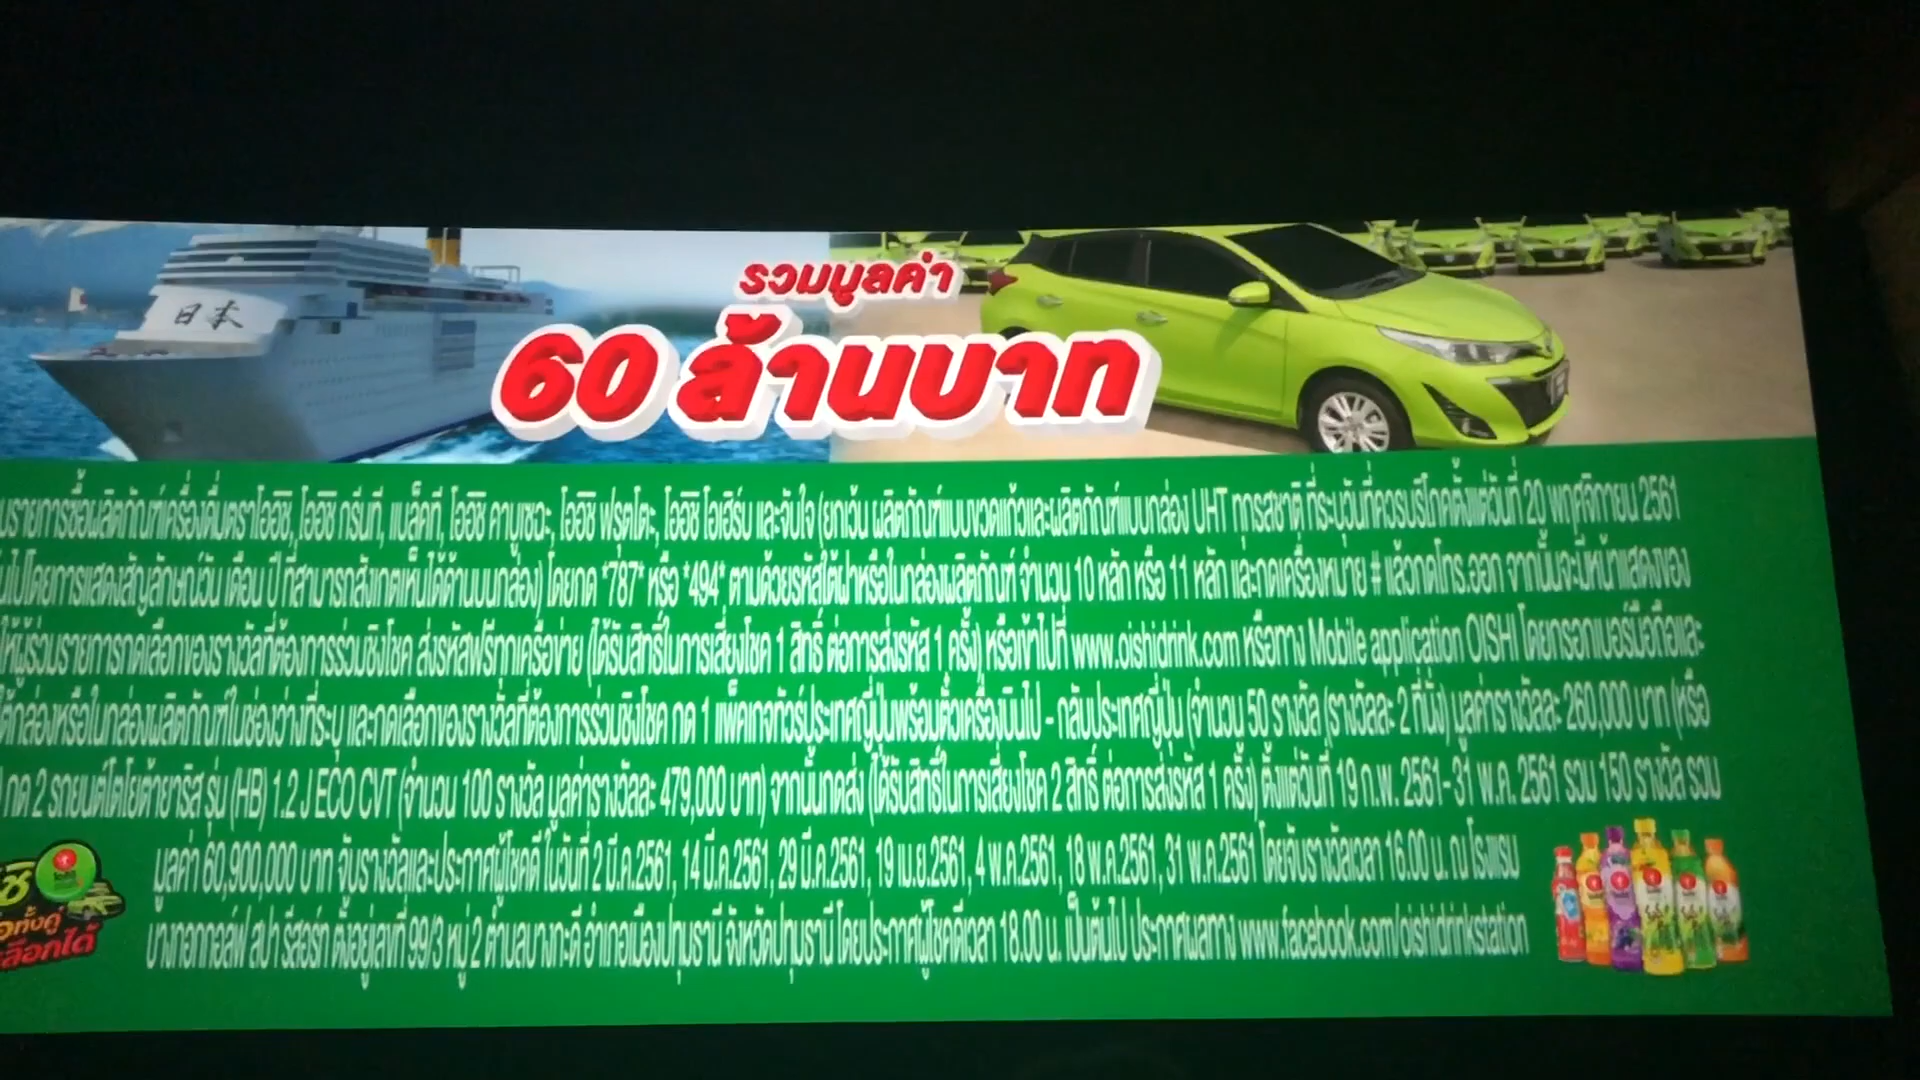 日本
รวมมูลค่า
60 ล้านบาท
รายการซื้อผลิตภัณฑ์เครื่องดื่มตราโออิชิ, โออิชิ กรีนที, แบล็คที, โออิชิ คาบูเซฉะ, โออิชิ ฟรุตโตะ, โออิชิ โอเฮิร์บ และจับใจ (ยกเว้น ผลิตภัณฑ์แบบขวดแก้วและผลิตภัณฑ์แบบกล่อง UHT ทุกรสชาติ ที่ระบุวันที่ควรบริโภคตั้งแต่วันที่ 20 พฤศจิกายน 2561
ไปโดยการแสดงสัญลักษณ์วัน เดือน ปี ที่สามารถสังเกตเห็นได้ด้านบนกล่อง) โดยกด *787* หรือ *494* ตามด้วยรหัสใต้ฝาหรือในกล่องผลิตภัณฑ์ จำนวน 10 หลัก หรือ 11 หลัก และกดเครื่องหมาย # แล้วกดโทร.ออก จากนั้นจะมีหน้าแสดงของ
ให้ผู้ร่วมรายการกดเลือกของรางวัลที่ต้องการร่วมชิงโชค ส่งรหัสฟรีทุกเครือข่าย (ได้รับสิทธิ์ในการเสี่ยงโชค 1 สิทธิ์ ต่อการส่งรหัส 1 ครั้ง) หรือเข้าไปที่ www.oishidrink.com หรือทาง Mobile application OISHI โดยกรอกเบอร์มือถือและ
ใต้กล่องหรือในกล่องผลิตภัณฑ์ในช่องว่างที่ระบุ และกดเลือกของรางวัลที่ต้องการร่วมชิงโชค กด 1 แพ็คเกจทัวร์ประเทศญี่ปุ่นพร้อมตั๋วเครื่องบินไป - กลับประเทศญี่ปุ่น (จำนวน 50 รางวัล (รางวัลละ 2 ที่นั่ง) มูลค่ารางวัลละ 260,000 บาท (หรือ
กด 2 รถยนต์โตโยต้ายาริส รุ่น (HB) 1.2 J ECO CVT (จำนวน 100 รางวัล มูลค่ารางวัลละ 479,000 บาท) จากนั้นกดส่ง (ได้รับสิทธิ์ในการเสี่ยงโชค 2 สิทธิ์ ต่อการส่งรหัส 1 ครั้ง) ตั้งแต่วันที่ 19 ก.พ. 2561- 31 พ.ค. 2561 รวม 150 รางวัล รวม
มูลค่า 60,900,000 บาท จับรางวัลและประกาศผู้โชคดี ในวันที่ 2 มี.ค.2561, 14 มี.ค.2561, 29 มี.ค.2561, 19 เม.ย.2561, 4 พ.ค.2561, 18 พ.ค.2561, 31 พ.ค.2561 โดยจับรางวัลเวลา 16.00 น. ณ โรงแรม
บางกอกกอล์ฟ สปา รีสอร์ท ตั้งอยู่เลขที่ 99/3 หมู่ 2 ตำบลบางกะดี อำเภอเมืองปทุมธานี จังหวัดปทุมธานี โดยประกาศผู้โชคดีเวลา 18.00 น. เป็นต้นไป ประกาศผลทาง www.facebook.com/oishidrinkstation